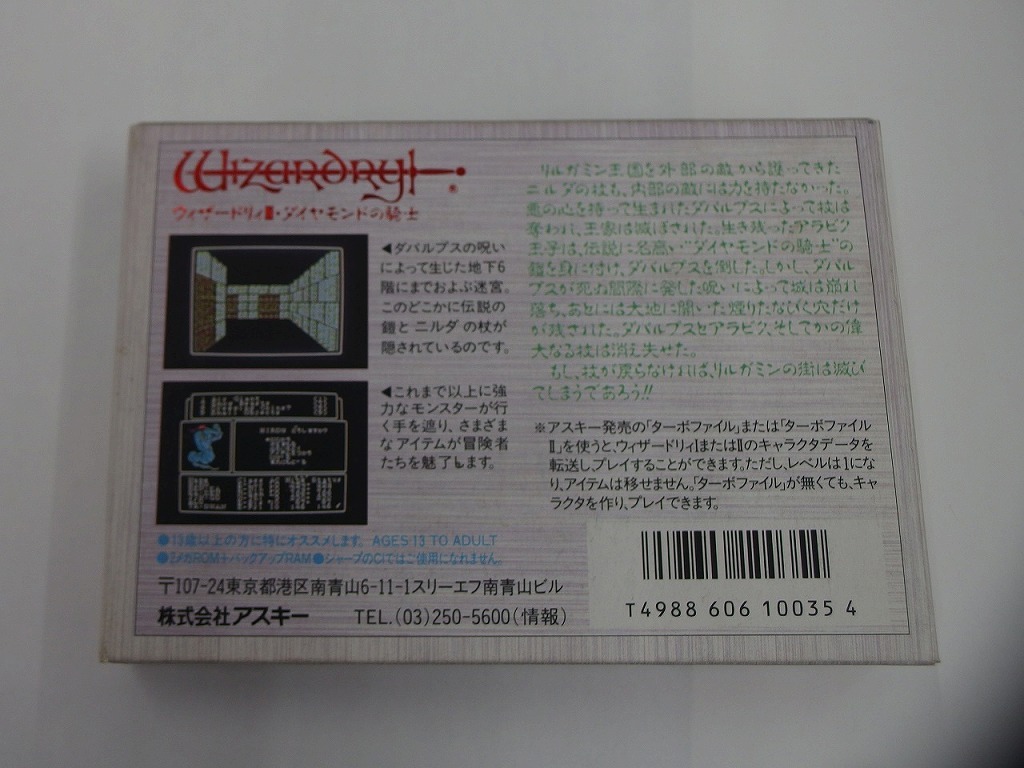 Wizardry
ウィザードリィⅢ・ダイヤモンドの騎士
◀ダバルプスの呪い
によって生じた地下6
階にまでおよぶ迷宮。
このどこかに伝説の
鎧とニルダの杖が
隠されているのです。
◀これまで以上に強
力なモンスターが行
く手を遮り、さまざま
なアイテムが冒険者
たちを魅了します。
リルガミン王国を外部の敵から護ってきた
ニルダの杖も、内部の敵には力を持たなかった。
悪の心を持って生まれたダバルプスによって杖は
奪われ、王家は滅ぼされた。生き残ったアラビク
王子は、伝説に名高い“ダイヤモンドの騎士”の
鎧を身に付け、ダバルプスを倒した。しかし、ダバル
プスが死ぬ間際に発した呪いによって城は崩れ
落ち、あとには大地に開いた煙りたなびく穴だけ
が残された。ダバルプスとアラビク、そしてかの偉
大なる杖は消え失せた。
もし、杖が戻らなければ、リルガミンの街は滅び
てしまうであろう!!
※アスキー発売の「ターボファイル」または「ターボファイル
Ⅱ」を使うと、ウィザードリィⅠまたはⅡのキャラクタデータを
転送しプレイすることができます。ただし、レベルは1にな
り、アイテムは移せません。「ターボファイル」が無くても、キャ
ラクタを作り、プレイできます。
●13歳以上の方に特にオススメします。AGES 13 TO ADULT
●2メガROM+バックアップRAM●シャープのC1ではご使用になれません。
〒107-24東京都港区南青山6-11-1スリーエフ南青山ビル
株式会社アスキー TEL.(03)250-5600(情報)
T4988 606 10035 4